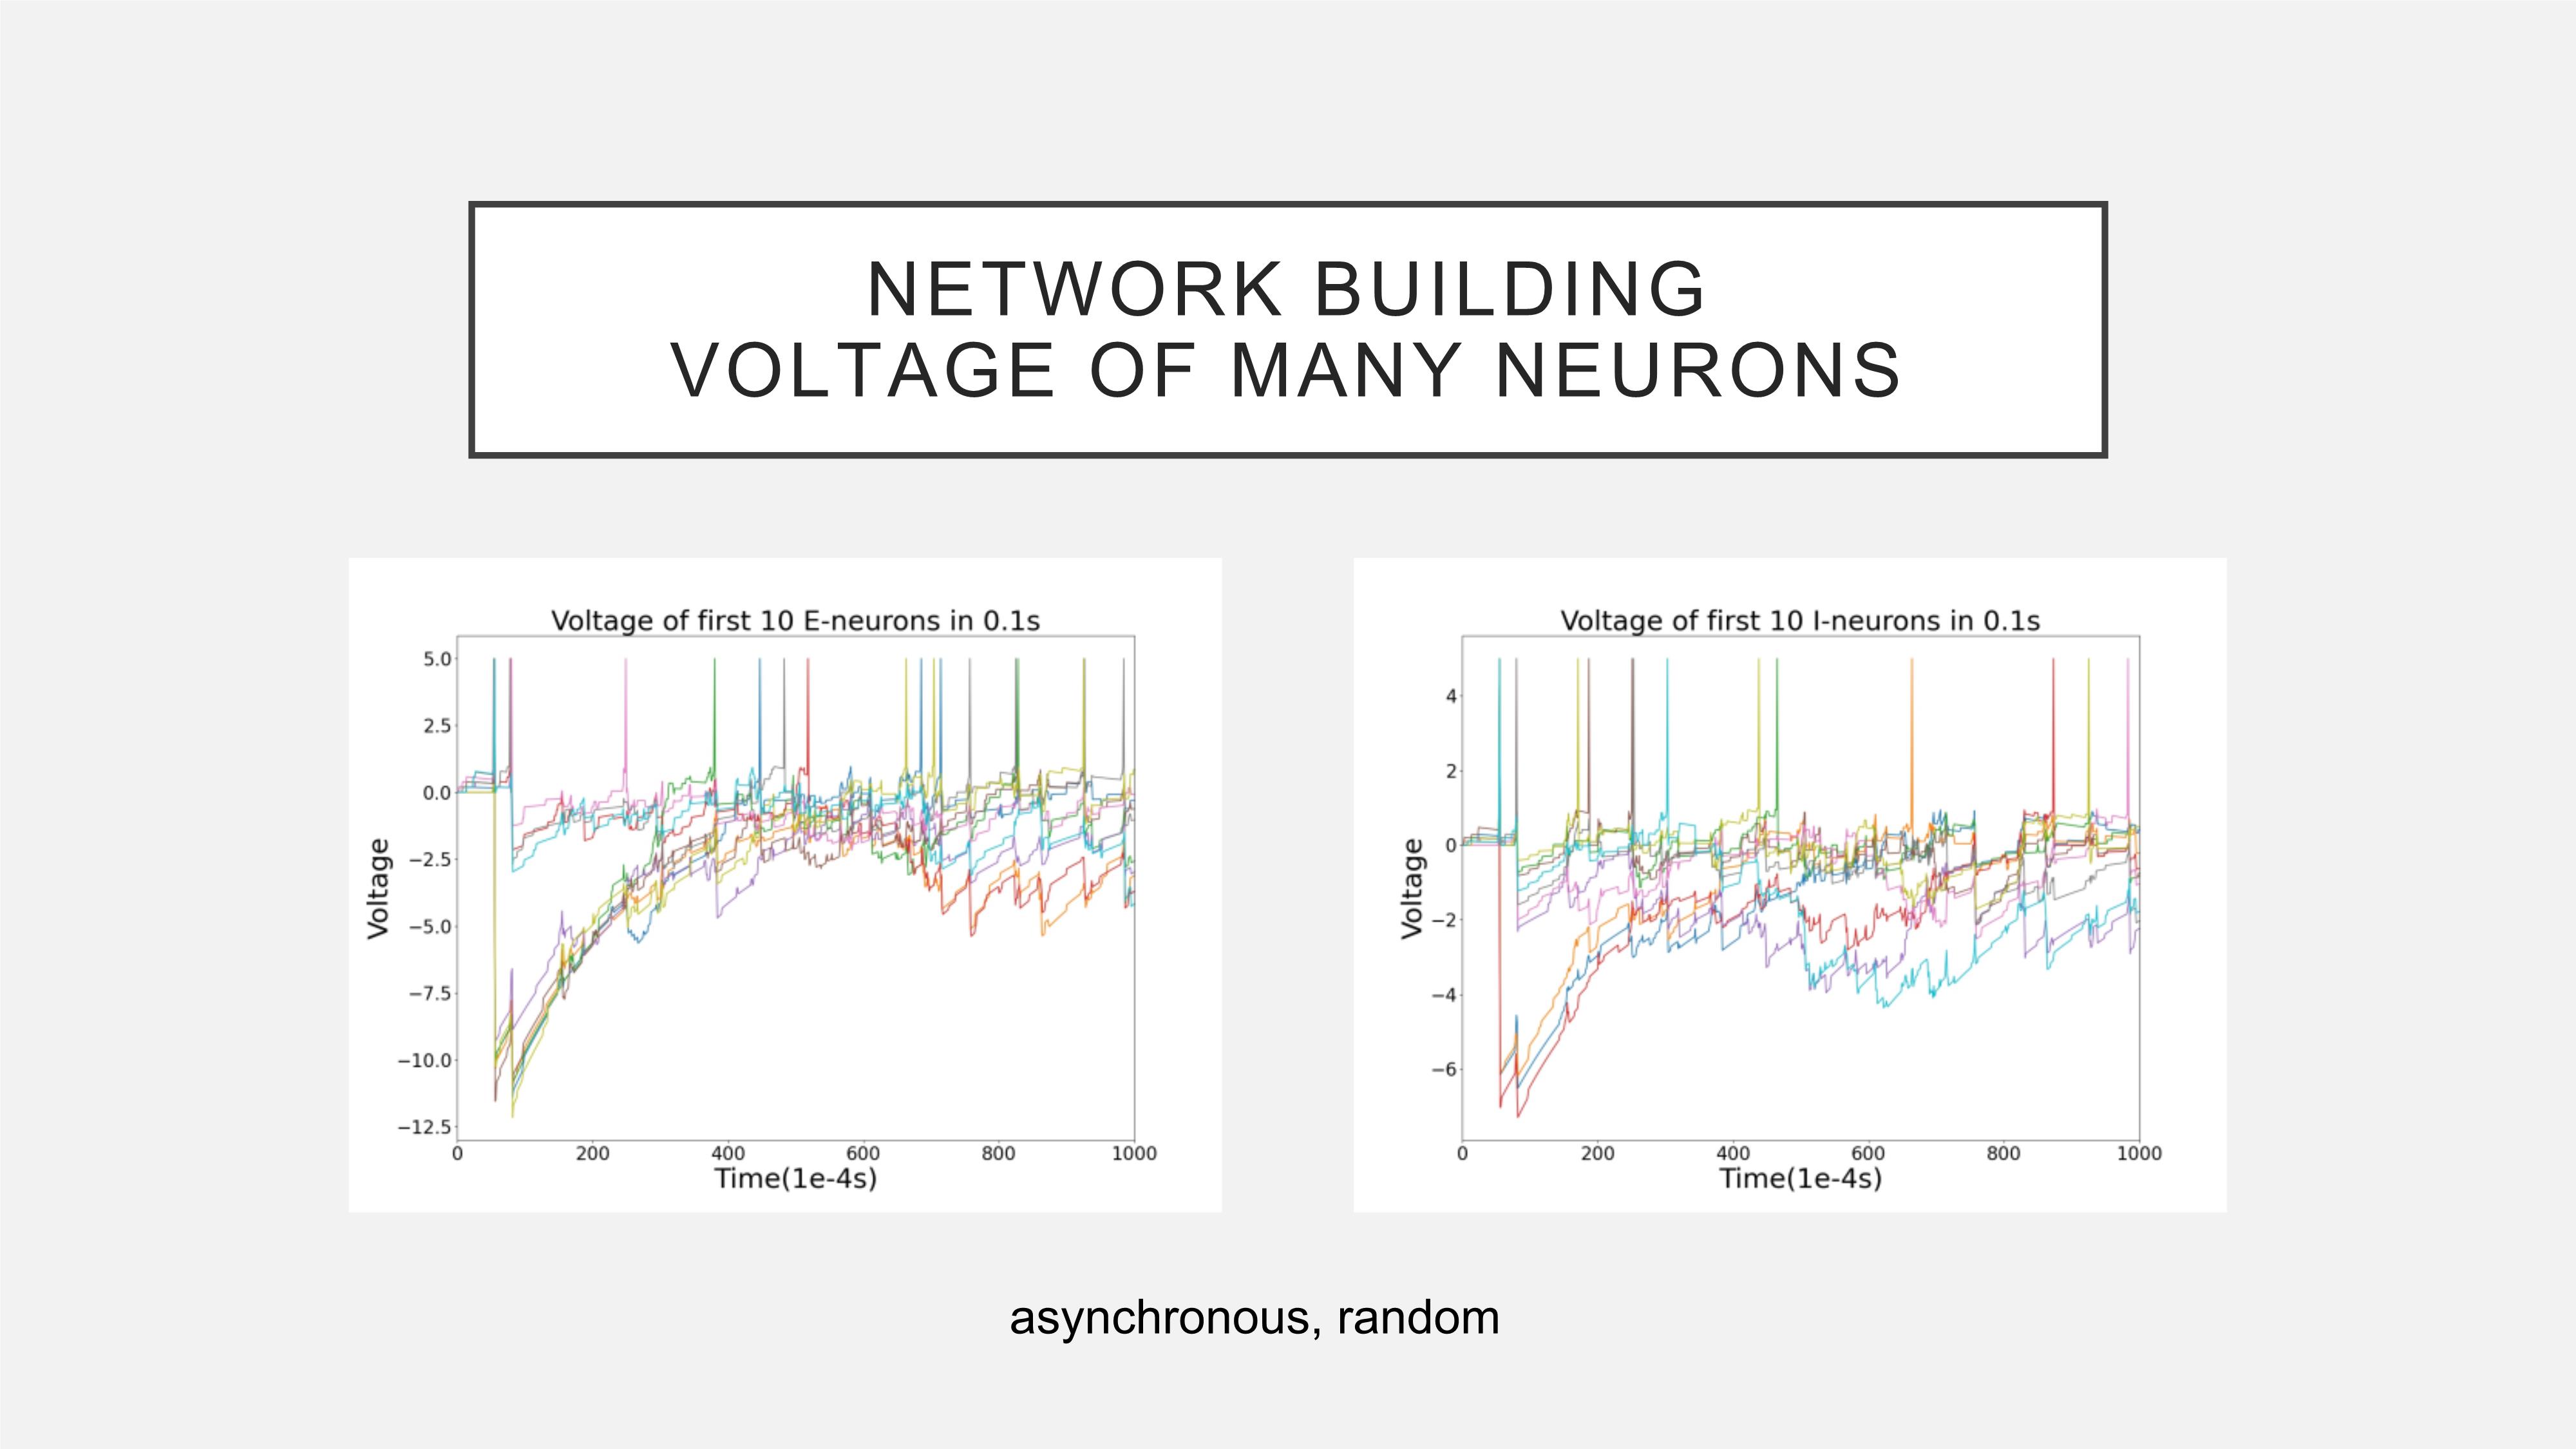 NETWORK BUILDING
VOLTAGE OF MANY NEURONS
Voltage of first 10 E-neurons in 0.1s
5.0
2.5
0.0
−2.5
−5.0
−7.5
−10.0
−12.5
Voltage
0 200 400 600 800 1000
Time(1e-4s)
Voltage of first 10 I-neurons in 0.1s
4
2
0
−2
−4
−6
Voltage
0 200 400 600 800 1000
Time(1e-4s)
asynchronous, random